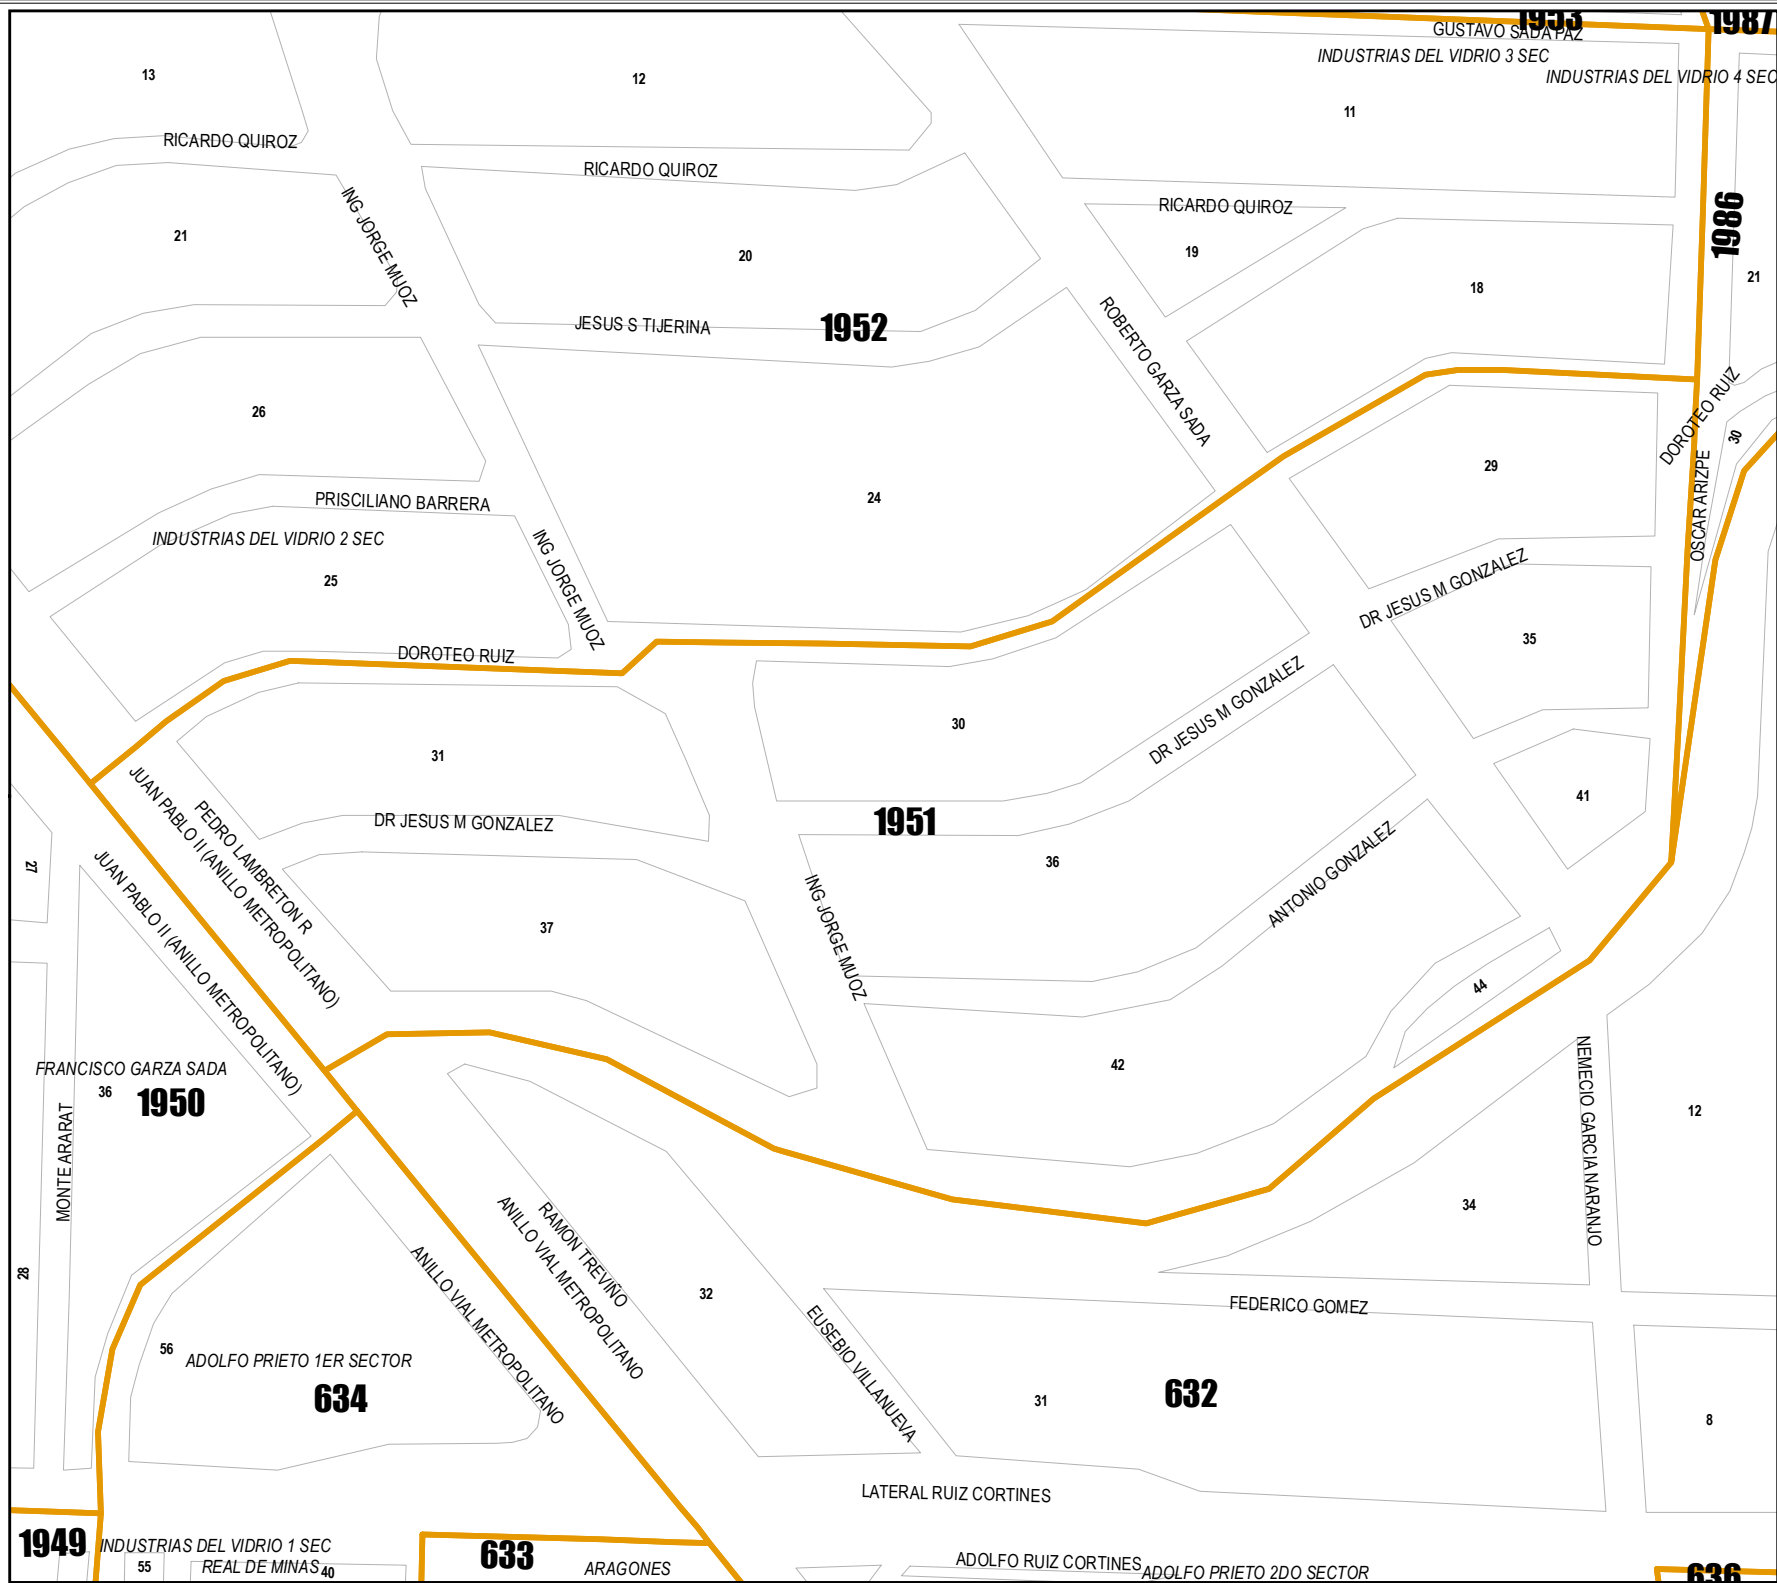 1953
1987
GUSTAVO SADA PAZ
INDUSTRIAS DEL VIDRIO 3 SEC
INDUSTRIAS DEL VIDRIO 4 SEC
13
12
11
RICARDO QUIROZ
RICARDO QUIROZ
RICARDO QUIROZ
ING JORGE MUOZ
1986
21
20
19
18
21
JESUS S TIJERINA
1952
ROBERTO GARZA SADA
DOROTEO RUIZ
26
24
29
30
OSCAR ARIZPE
PRISCILIANO BARRERA
INDUSTRIAS DEL VIDRIO 2 SEC
ING JORGE MUOZ
25
DR JESUS M GONZALEZ
35
DOROTEO RUIZ
DR JESUS M GONZALEZ
30
31
JUAN PABLO II (ANILLO METROPOLITANO)
PEDRO LAMBRETON R
41
DR JESUS M GONZALEZ
1951
27
JUAN PABLO II (ANILLO METROPOLITANO)
36
ANTONIO GONZALEZ
ING JORGE MUOZ
37
44
FRANCISCO GARZA SADA
36
1950
42
NEMECIO GARCIA NARANJO
12
MONTE ARARAT
RAMON TREVIÑO
ANILLO VIAL METROPOLITANO
34
28
ANILLO VIAL METROPOLITANO
32
FEDERICO GOMEZ
EUSEBIO VILLANUEVA
56
ADOLFO PRIETO 1ER SECTOR
634
31
632
8
LATERAL RUIZ CORTINES
1949
INDUSTRIAS DEL VIDRIO 1 SEC
633
55
REAL DE MINAS
40
ARAGONES
ADOLFO RUIZ CORTINES
ADOLFO PRIETO 2DO SECTOR
636